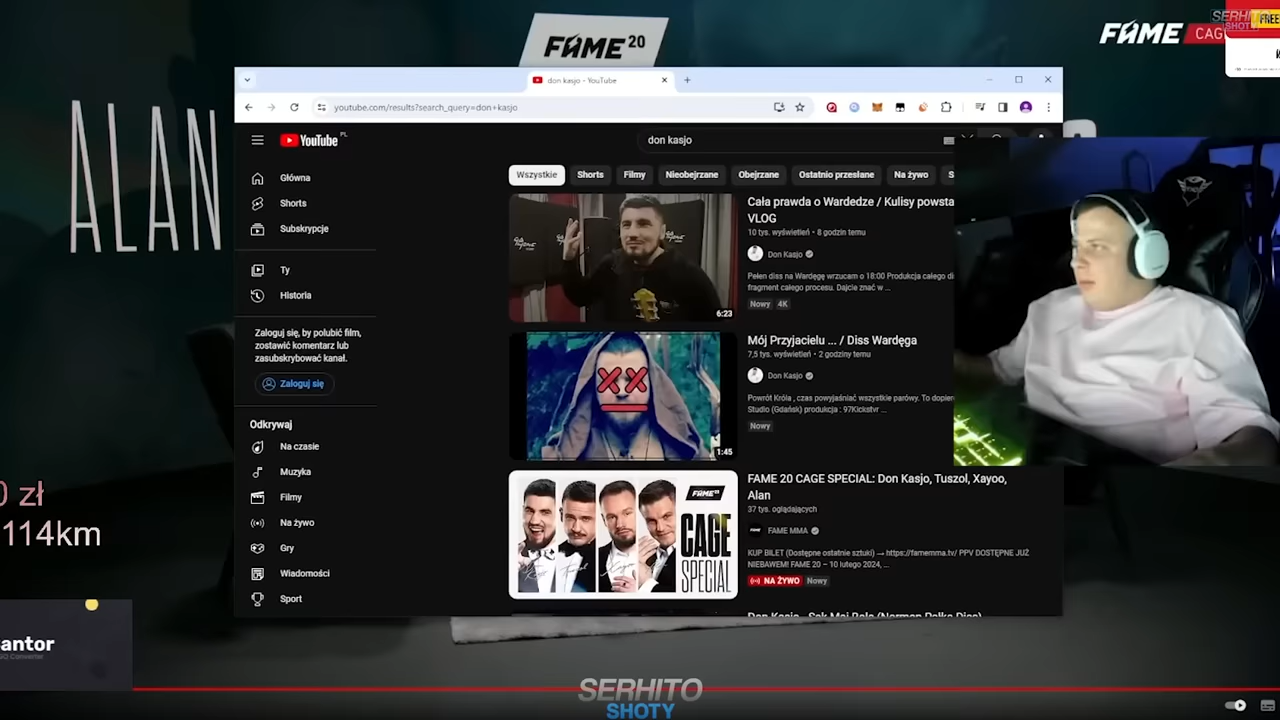 FAME 20
FAME CAGE
SERHITO
SHOTY
FREE
ALAN
don kasjo - YouTube
youtube.com/results?search_query=don+kasjo
YouTube PL
don kasjo
Główna
Shorts
Subskrypcje
Ty
Historia
Zaloguj się, by polubić film,
zostawić komentarz lub
zasubskrybować kanał.
Zaloguj się
Odkrywaj
Na czasie
Muzyka
Filmy
Na żywo
Gry
Wiadomości
Sport
Wszystkie
Shorts
Filmy
Nieobejrzane
Obejrzane
Ostatnio przesłane
Na żywo
S
Cała prawda o Wardedze / Kulisy powsta
VLOG
10 tys. wyświetleń • 8 godzin temu
Don Kasjo
Pełen diss na Wardęgę wrzucam o 18:00 Produkcja całego di
fragment całego procesu. Dajcie znać w ...
Nowy 4K
6:23
Mój Przyjacielu ... / Diss Wardęga
7,5 tys. wyświetleń • 2 godziny temu
Don Kasjo
Powrót Króla , czas powyjaśniać wszystkie parówy. To dopier
Studio (Gdańsk) produkcja : 97Kickstvr ...
Nowy
1:45
FAME 20 CAGE SPECIAL: Don Kasjo, Tuszol, Xayoo,
Alan
37 tys. oglądających
FAME MMA
KUP BILET (Dostępne ostatnie sztuki) → https://famemma.tv/ PPV DOSTĘPNE JUŻ
NIEBAWEM! FAME 20 – 10 lutego 2024, ...
NA ŻYWO Nowy
FAME
CAGE
SPECIAL
0 zł
114km
antor
SERHITO
SHOTY